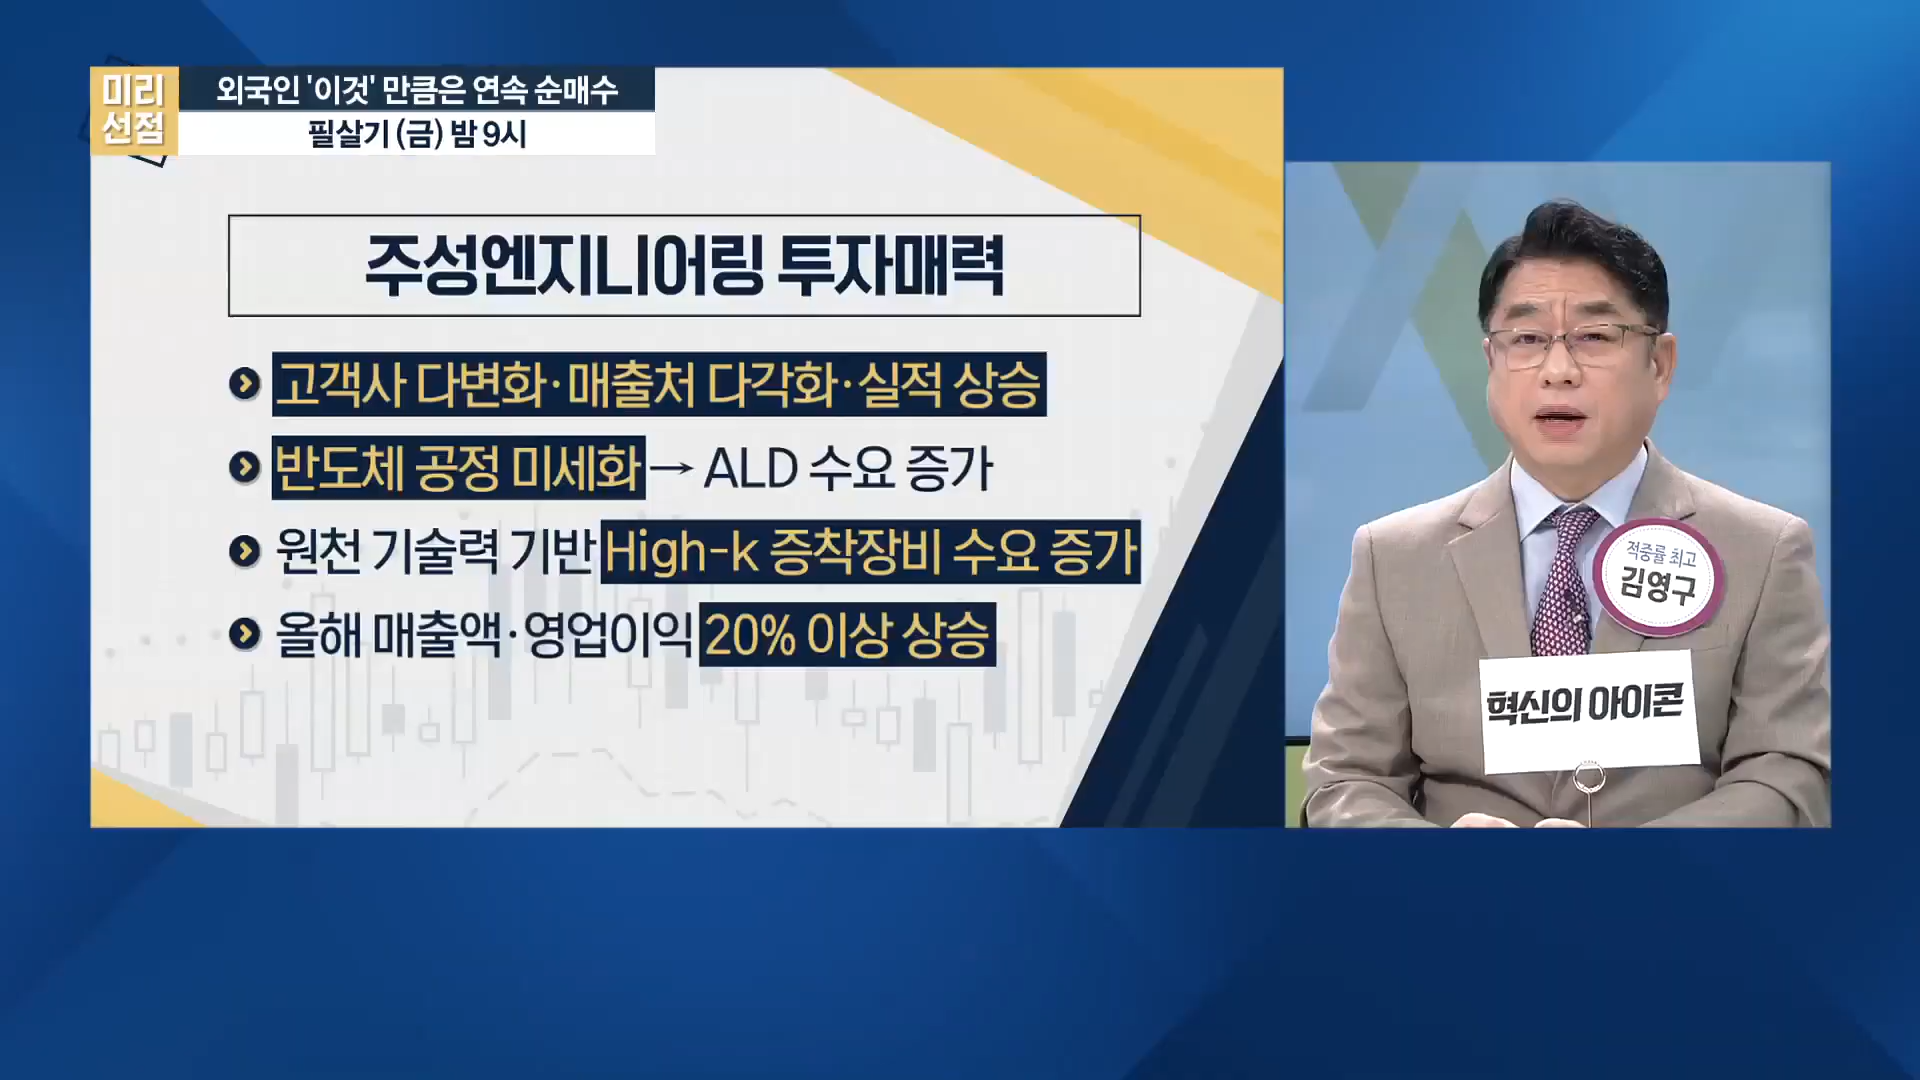 미리
선점
외국인 '이것' 만큼은 연속 순매수
필살기 (금) 밤 9시
주성엔지니어링 투자매력
고객사 다변화·매출처 다각화·실적 상승
반도체 공정 미세화→ ALD 수요 증가
원천 기술력 기반 High-k 증착장비 수요 증가
올해 매출액·영업이익 20% 이상 상승
적중률 최고
김영구
혁신의 아이콘